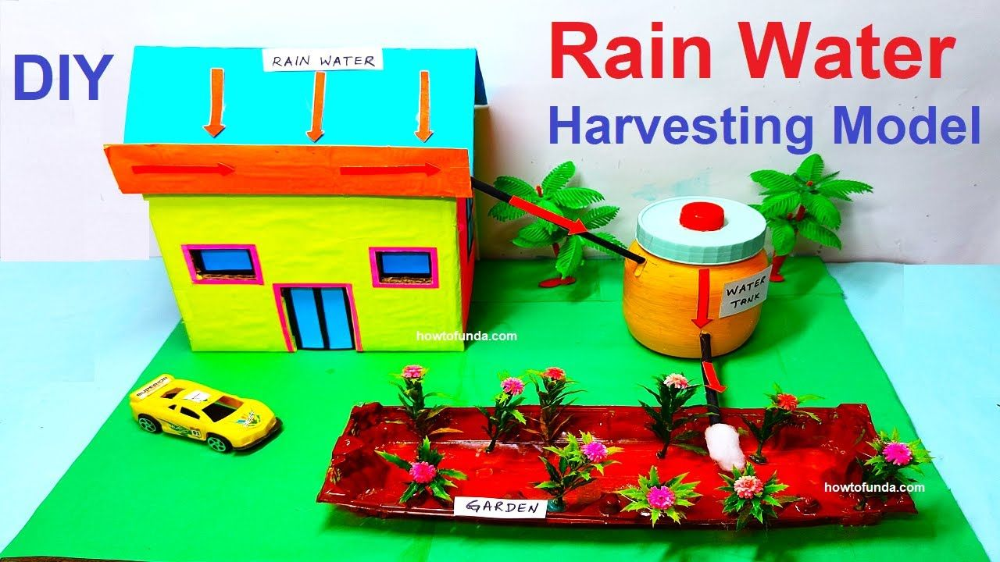 DIY
Rain Water
Harvesting Model
RAIN WATER
WATER
TANK
howtofunda.com
SUPERIOR
GARDEN
howtofunda.com